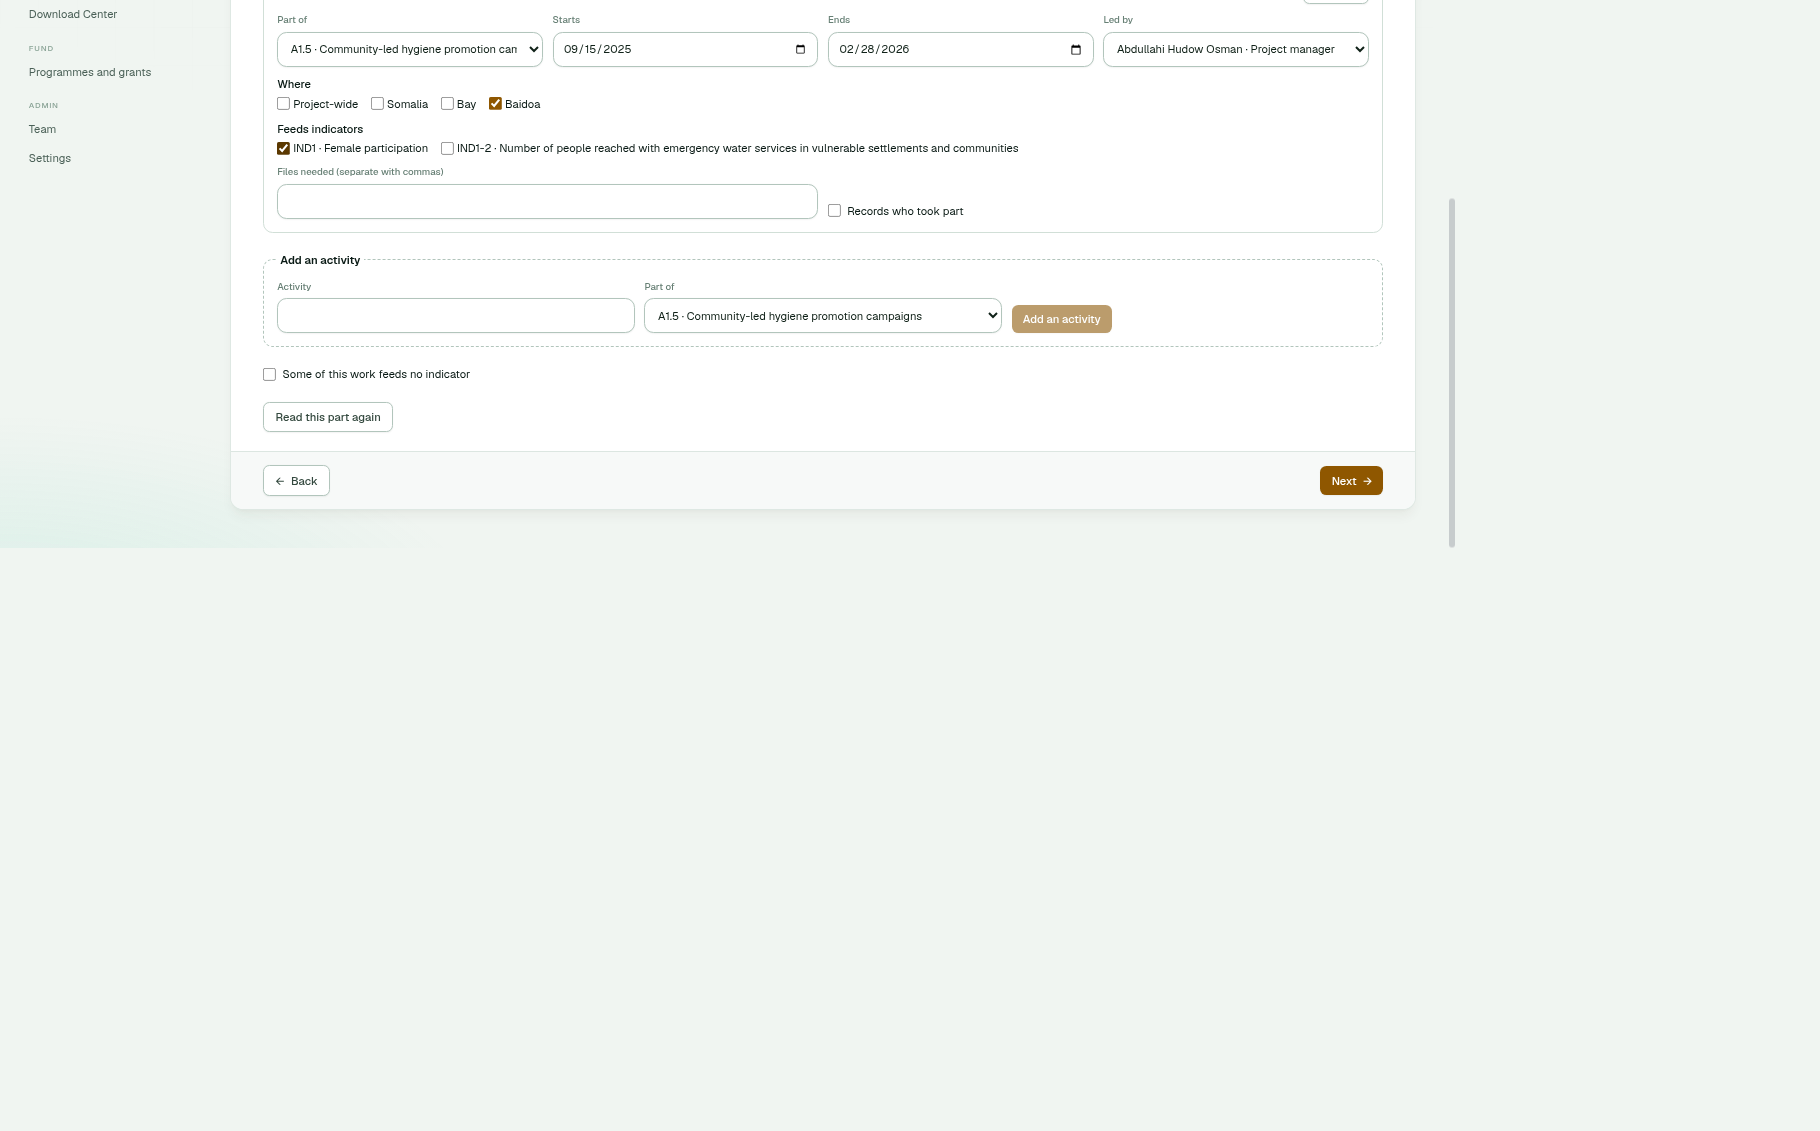 Download Center
FUND
Programmes and grants
ADMIN
Team
Settings
Part of
Starts
Ends
Led by
A1.5 · Community-led hygiene promotion can
09/15/2025
02/28/2026
Abdullahi Hudow Osman · Project manager
Where
Project-wide
Somalia
Bay
Baidoa
Feeds indicators
IND1 · Female participation
IND1-2 · Number of people reached with emergency water services in vulnerable settlements and communities
Files needed (separate with commas)
Records who took part
Add an activity
Activity
Part of
A1.5 · Community-led hygiene promotion campaigns
Add an activity
Some of this work feeds no indicator
Read this part again
← Back
Next →